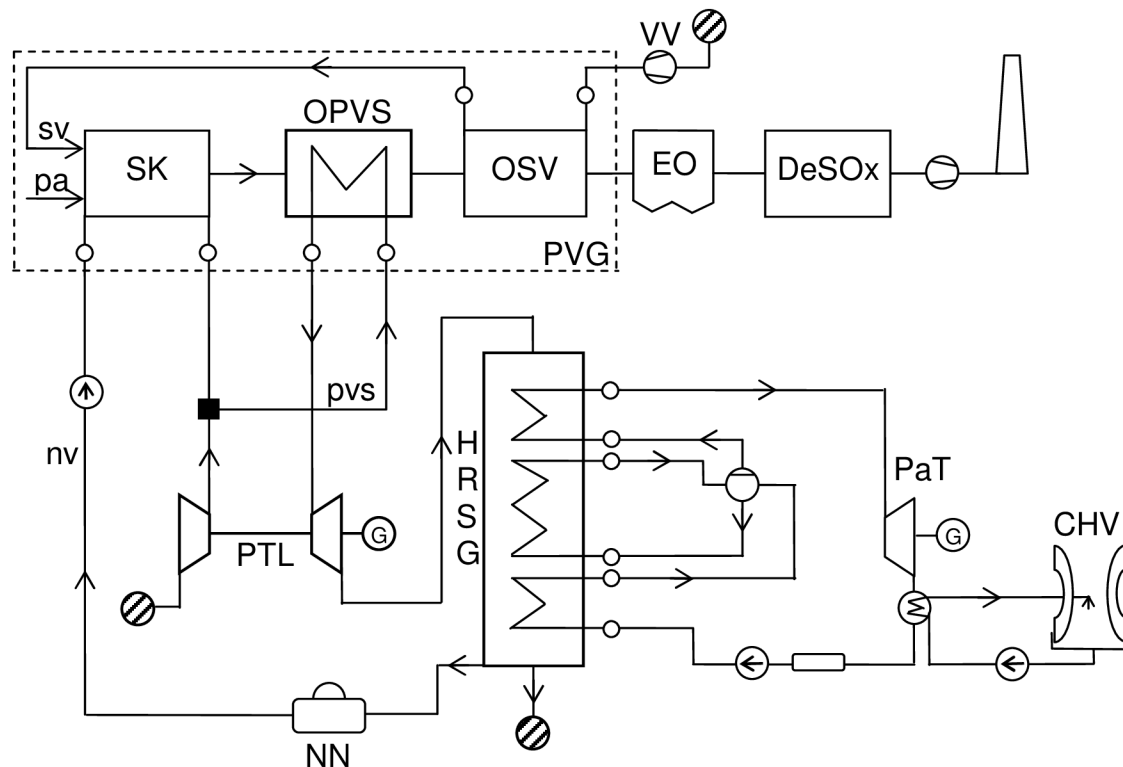 VV
OPVS
sv
SK
OSV
EO
DeSOx
pa
PVG
pvs
nv
H
R
S
G
PaT
CHV
G
G
PTL
NN